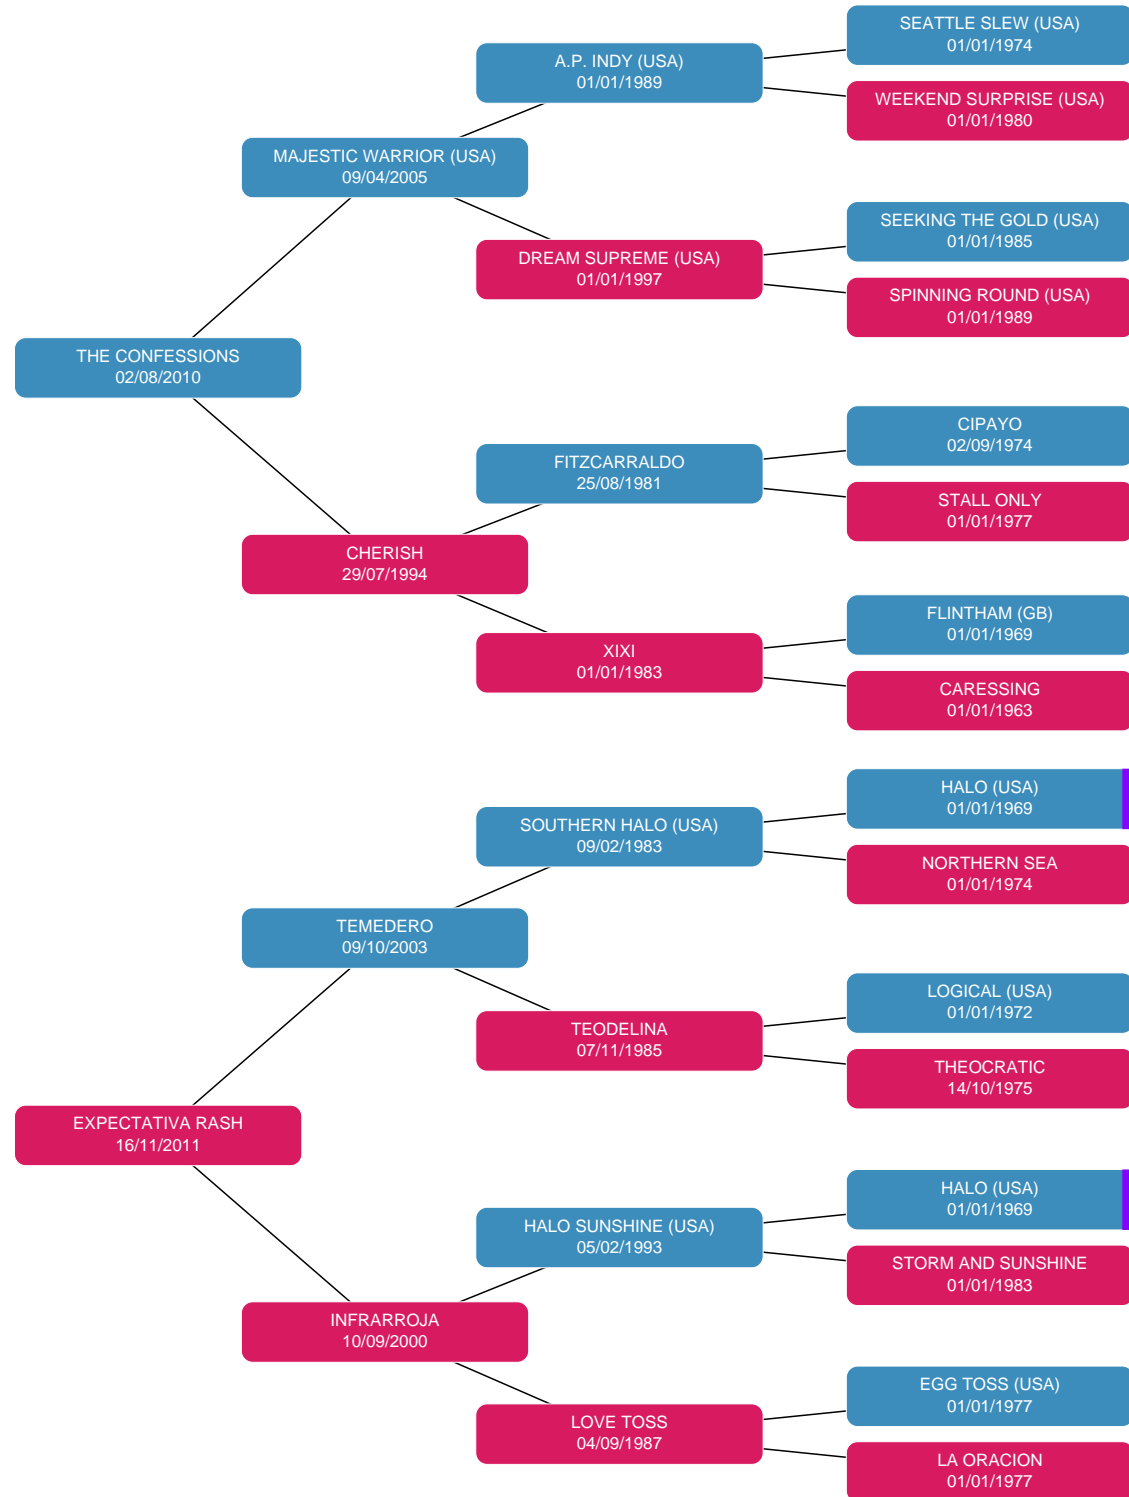 SEATTLE SLEW (USA)
01/01/1974
A.P. INDY (USA)
01/01/1989
WEEKEND SURPRISE (USA)
01/01/1980
MAJESTIC WARRIOR (USA)
09/04/2005
SEEKING THE GOLD (USA)
01/01/1985
DREAM SUPREME (USA)
01/01/1997
SPINNING ROUND (USA)
01/01/1989
THE CONFESSIONS
02/08/2010
CIPAYO
02/09/1974
FITZCARRALDO
25/08/1981
STALL ONLY
01/01/1977
CHERISH
29/07/1994
FLINTHAM (GB)
01/01/1969
XIXI
01/01/1983
CARESSING
01/01/1963
HALO (USA)
01/01/1969
SOUTHERN HALO (USA)
09/02/1983
NORTHERN SEA
01/01/1974
TEMEDERO
09/10/2003
LOGICAL (USA)
01/01/1972
TEODELINA
07/11/1985
THEOCRATIC
14/10/1975
EXPECTATIVA RASH
16/11/2011
HALO (USA)
01/01/1969
HALO SUNSHINE (USA)
05/02/1993
STORM AND SUNSHINE
01/01/1983
INFRARROJA
10/09/2000
EGG TOSS (USA)
01/01/1977
LOVE TOSS
04/09/1987
LA ORACION
01/01/1977